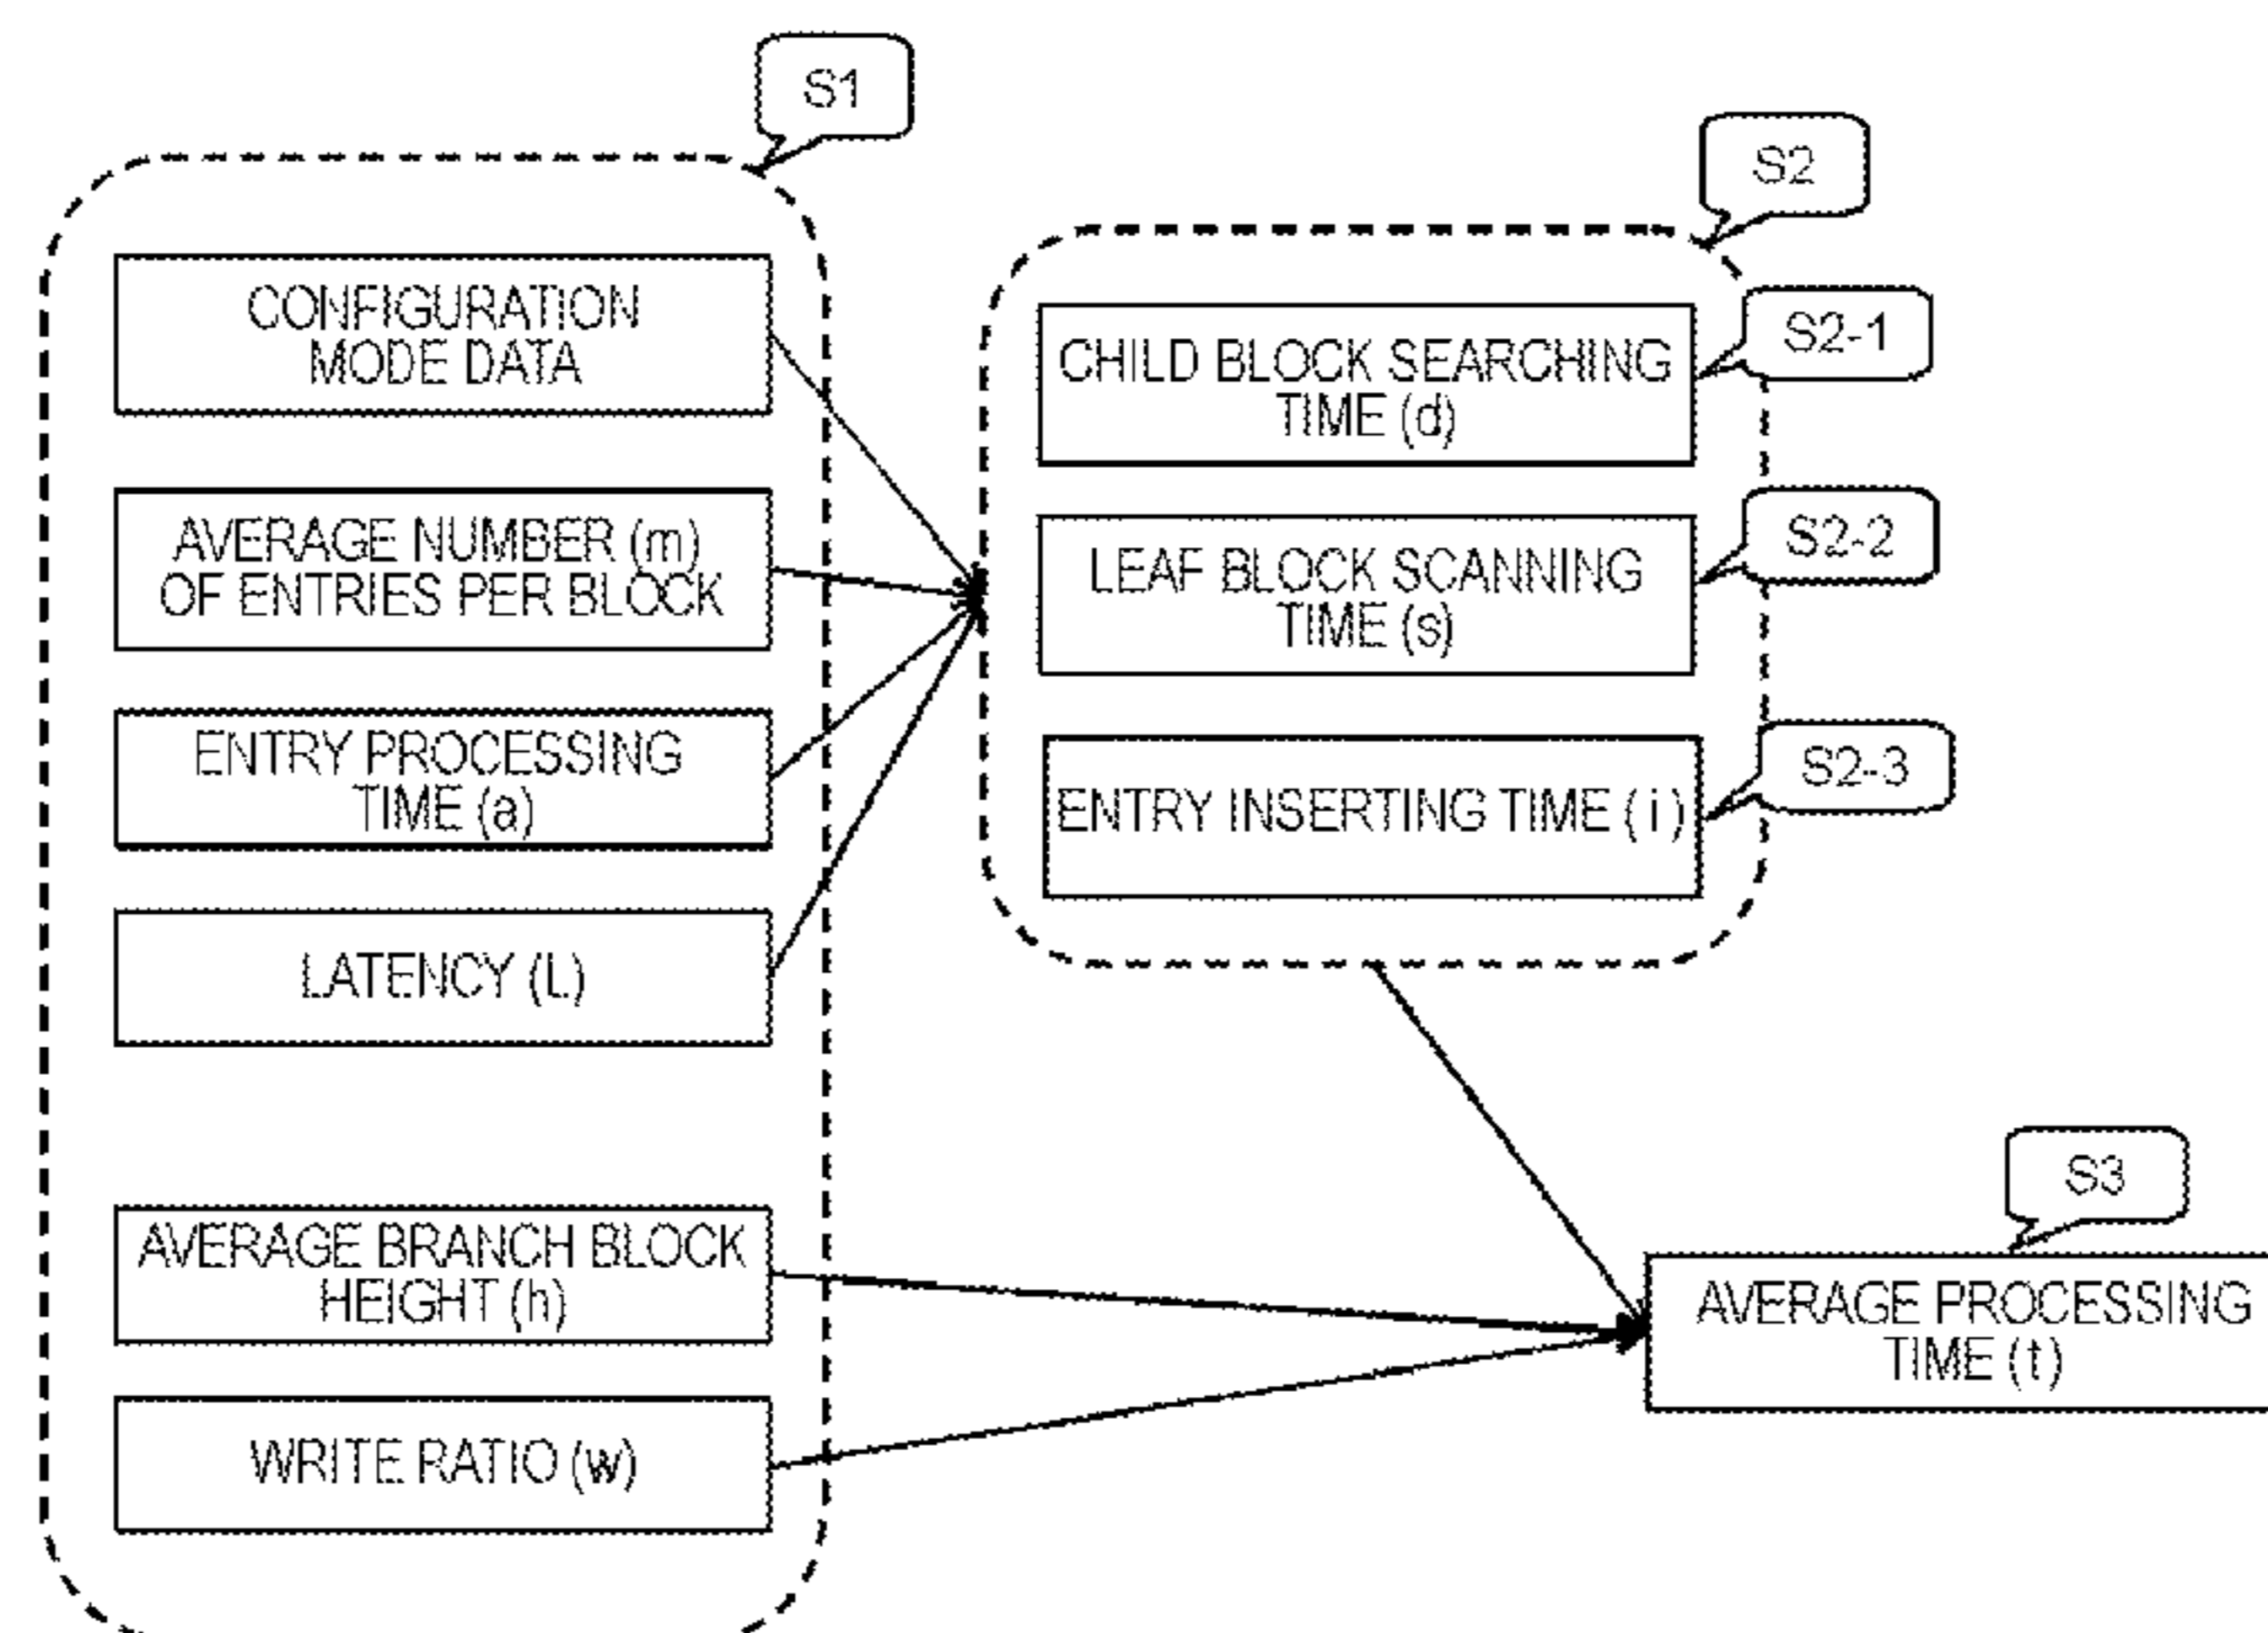 S1
CONFIGURATION
MODE DATA
AVERAGE NUMBER (m)
OF ENTRIES PER BLOCK
ENTRY PROCESSING
TIME (a)
LATENCY (L)
AVERAGE BRANCH BLOCK
HEIGHT (h)
WRITE RATIO (w)
S2
CHILD BLOCK SEARCHING
TIME (d)
S2-1
LEAF BLOCK SCANNING
TIME (s)
S2-2
ENTRY INSERTING TIME (i)
S2-3
S3
AVERAGE PROCESSING
TIME (t)